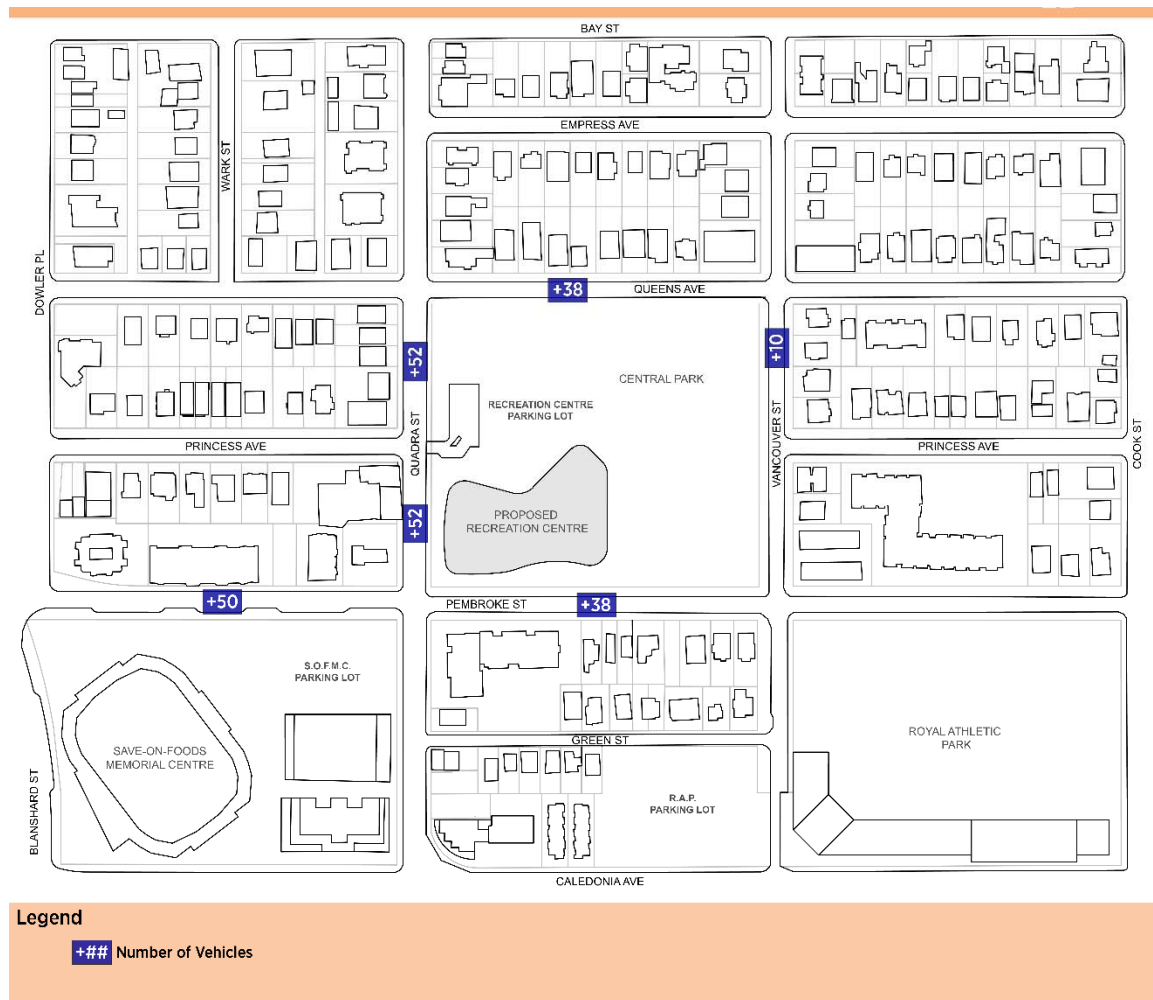 BAY ST
EMPRESS AVE
WARK ST
DOWLER PL
+38
QUEENS AVE
+52
+10
CENTRAL PARK
RECREATION CENTRE
PARKING LOT
QUADRA ST
VANCOUVER ST
COOK ST
PRINCESS AVE
PRINCESS AVE
+52
PROPOSED
RECREATION CENTRE
+50
PEMBROKE ST
+38
S.O.F.M.C.
PARKING LOT
SAVE-ON-FOODS
MEMORIAL CENTRE
ROYAL ATHLETIC
PARK
GREEN ST
BLANSHARD ST
R.A.P.
PARKING LOT
CALEDONIA AVE
Legend
+## Number of Vehicles